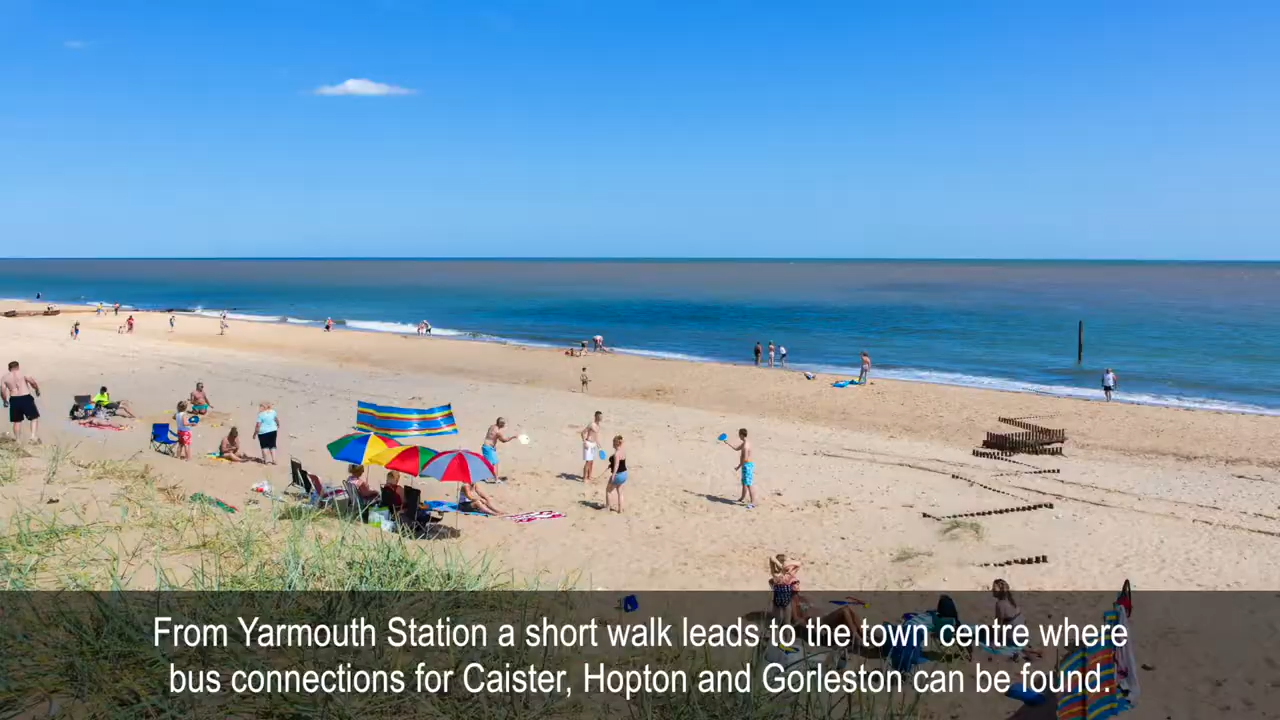 From Yarmouth Station a short walk leads to the town centre where
bus connections for Caister, Hopton and Gorleston can be found.